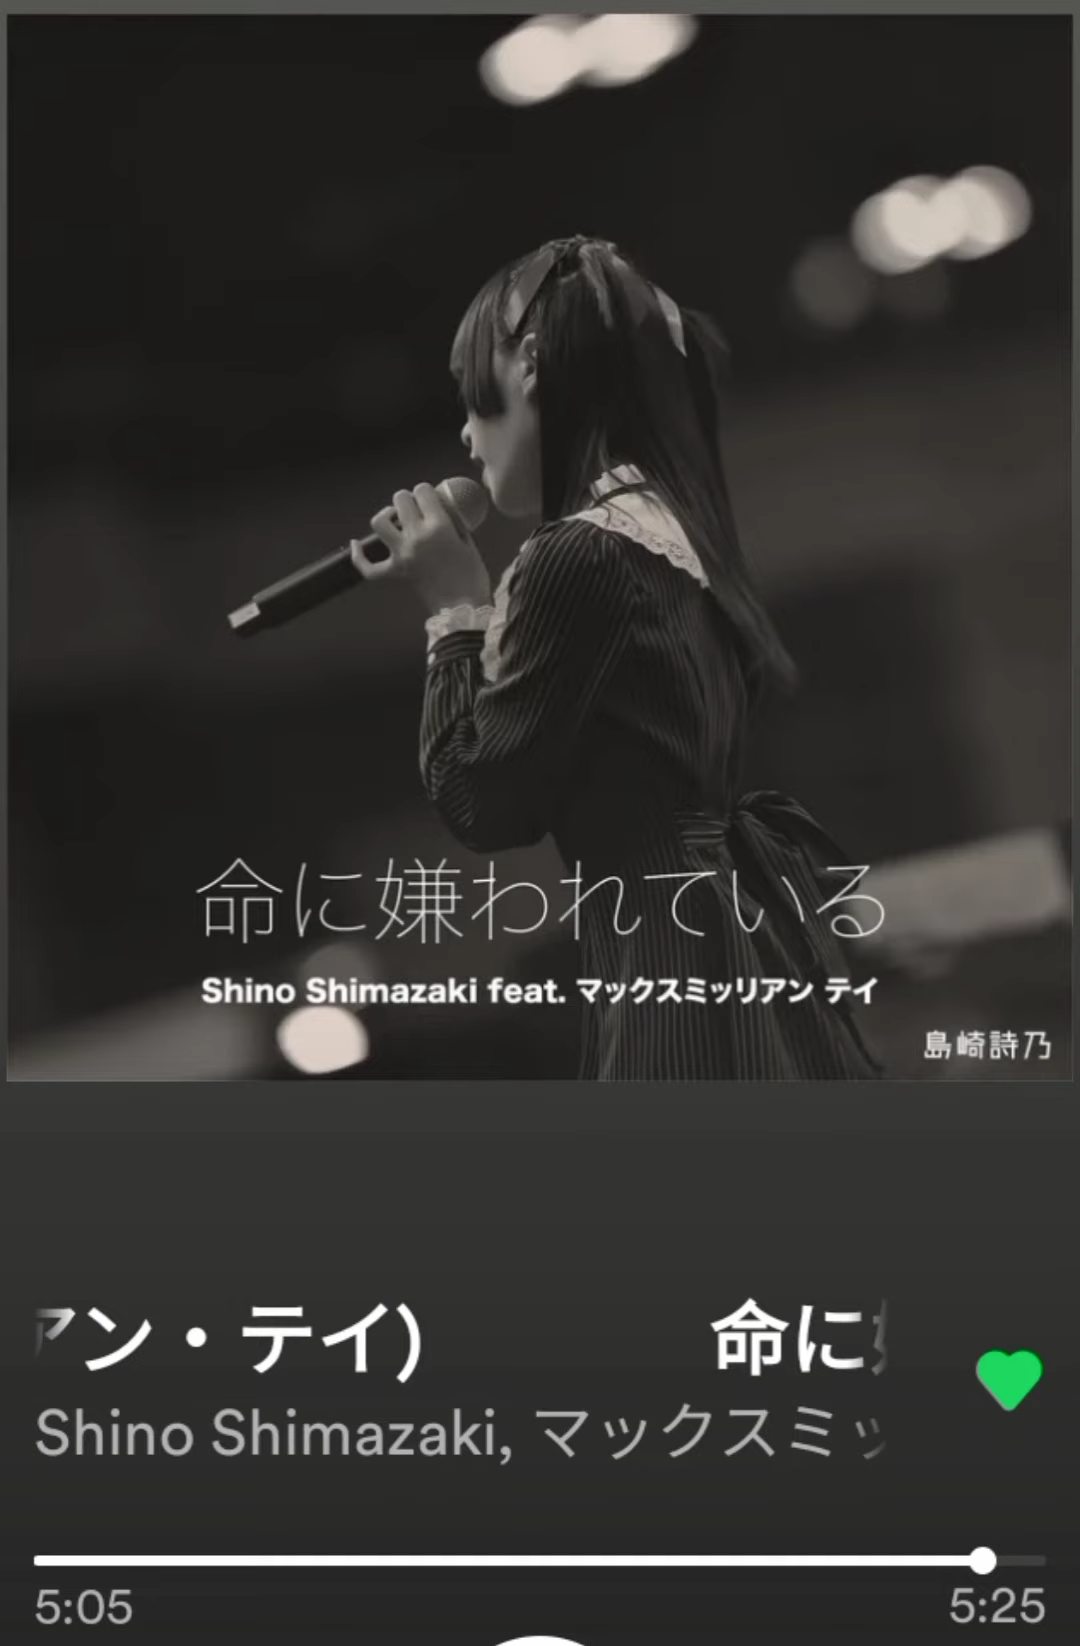 命に嫌われている
Shino Shimazaki feat. マックスミッリアン テイ
島崎詩乃
アン・テイ) 命に
Shino Shimazaki, マックスミッ
5:05 5:25